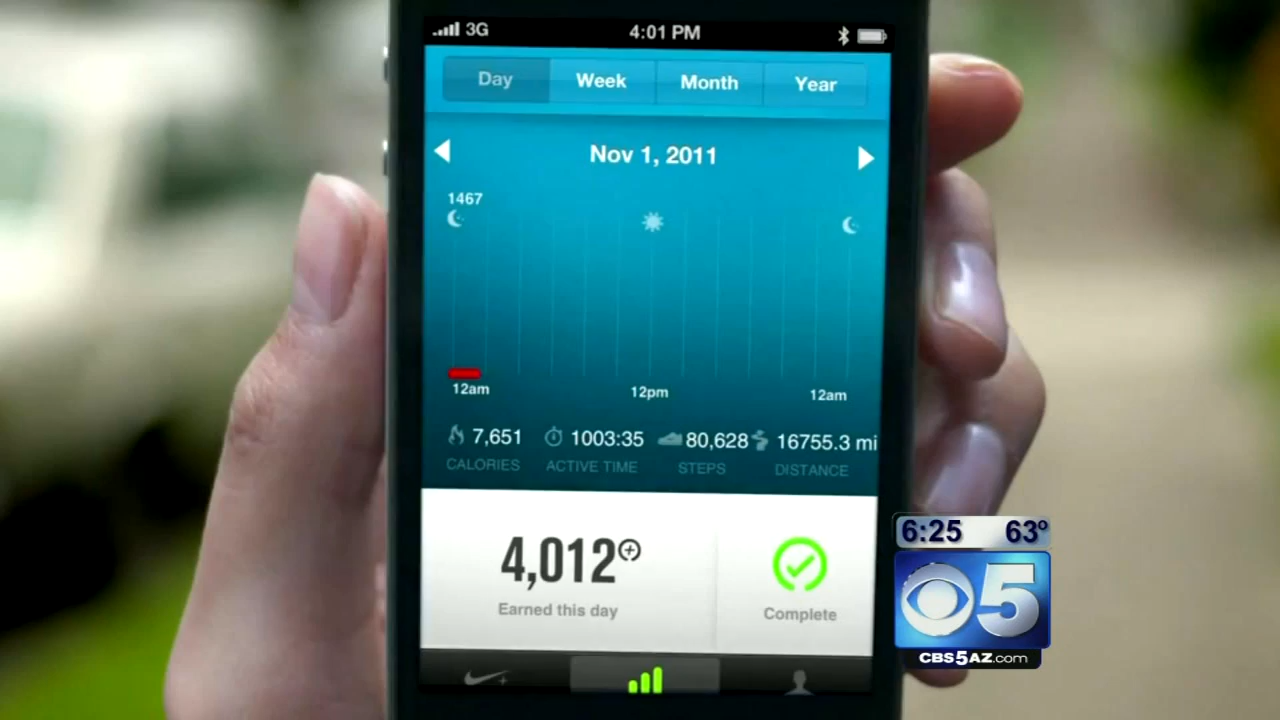 3G 4:01 PM
Day Week Month Year
Nov 1, 2011
1467
12am 12pm 12am
7,651 1003:35 80,628 16755.3 mi
CALORIES ACTIVE TIME STEPS DISTANCE
4,012
Earned this day Complete
6:25 63°
5
CBS5AZ.com